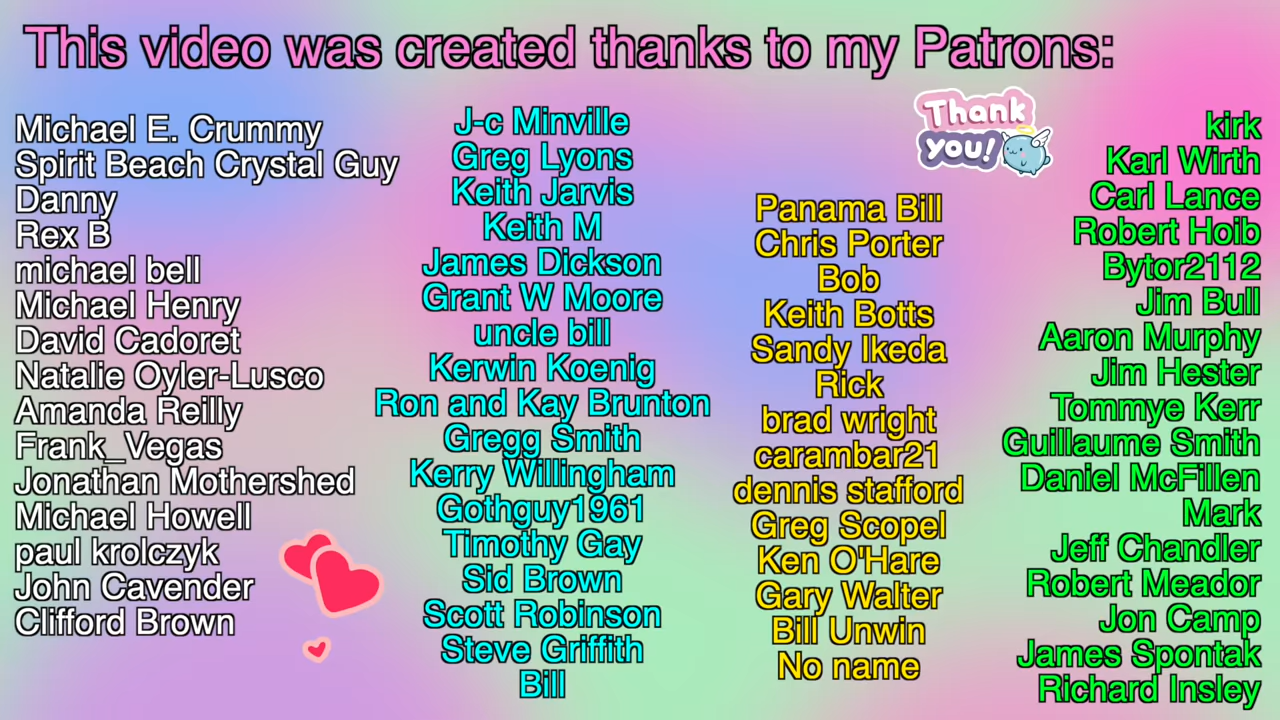 This video was created thanks to my Patrons:
Michael E. Crummy
Spirit Beach Crystal Guy
Danny
Rex B
michael bell
Michael Henry
David Cadoret
Natalie Oyler-Lusco
Amanda Reilly
Frank_Vegas
Jonathan Mothershed
Michael Howell
paul krolczyk
John Cavender
Clifford Brown
J-c Minville
Greg Lyons
Keith Jarvis
Keith M
James Dickson
Grant W Moore
uncle bill
Kerwin Koenig
Ron and Kay Brunton
Gregg Smith
Kerry Willingham
Gothguy1961
Timothy Gay
Sid Brown
Scott Robinson
Steve Griffith
Bill
Thank
you!
Panama Bill
Chris Porter
Bob
Keith Botts
Sandy Ikeda
Rick
brad wright
carambar21
dennis stafford
Greg Scopel
Ken O'Hare
Gary Walter
Bill Unwin
No name
kirk
Karl Wirth
Carl Lance
Robert Hoib
Bytor2112
Jim Bull
Aaron Murphy
Jim Hester
Tommye Kerr
Guillaume Smith
Daniel McFillen
Mark
Jeff Chandler
Robert Meador
Jon Camp
James Spontak
Richard Insley